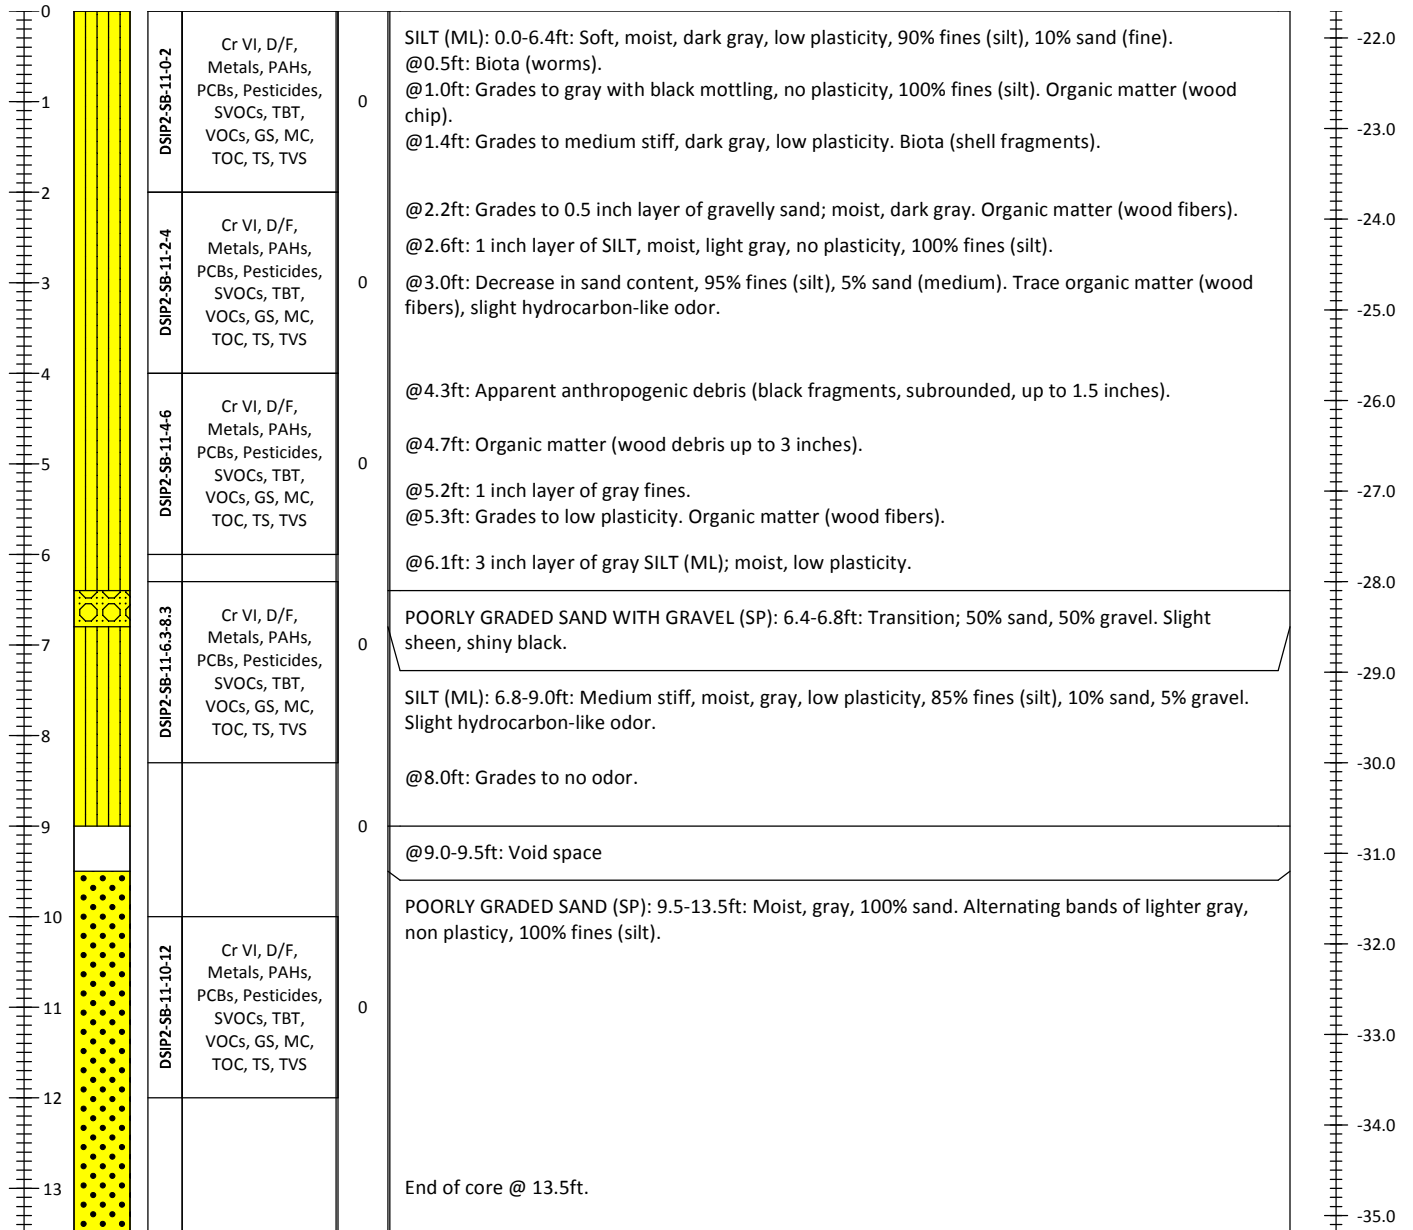 0
1
2
3
4
5
6
7
8
9
10
11
12
13
DSIP2-SB-11-0-2
Cr VI, D/F,
Metals, PAHs,
PCBs, Pesticides,
SVOCs, TBT,
VOCs, GS, MC,
TOC, TS, TVS
0
DSIP2-SB-11-2-4
Cr VI, D/F,
Metals, PAHs,
PCBs, Pesticides,
SVOCs, TBT,
VOCs, GS, MC,
TOC, TS, TVS
0
DSIP2-SB-11-4-6
Cr VI, D/F,
Metals, PAHs,
PCBs, Pesticides,
SVOCs, TBT,
VOCs, GS, MC,
TOC, TS, TVS
0
DSIP2-SB-11-6.3-8.3
Cr VI, D/F,
Metals, PAHs,
PCBs, Pesticides,
SVOCs, TBT,
VOCs, GS, MC,
TOC, TS, TVS
0
0
DSIP2-SB-11-10-12
Cr VI, D/F,
Metals, PAHs,
PCBs, Pesticides,
SVOCs, TBT,
VOCs, GS, MC,
TOC, TS, TVS
0
SILT (ML): 0.0-6.4ft: Soft, moist, dark gray, low plasticity, 90% fines (silt), 10% sand (fine).
@0.5ft: Biota (worms).
@1.0ft: Grades to gray with black mottling, no plasticity, 100% fines (silt). Organic matter (wood
chip).
@1.4ft: Grades to medium stiff, dark gray, low plasticity. Biota (shell fragments).
@2.2ft: Grades to 0.5 inch layer of gravelly sand; moist, dark gray. Organic matter (wood fibers).
@2.6ft: 1 inch layer of SILT, moist, light gray, no plasticity, 100% fines (silt).
@3.0ft: Decrease in sand content, 95% fines (silt), 5% sand (medium). Trace organic matter (wood
fibers), slight hydrocarbon-like odor.
@4.3ft: Apparent anthropogenic debris (black fragments, subrounded, up to 1.5 inches).
@4.7ft: Organic matter (wood debris up to 3 inches).
@5.2ft: 1 inch layer of gray fines.
@5.3ft: Grades to low plasticity. Organic matter (wood fibers).
@6.1ft: 3 inch layer of gray SILT (ML); moist, low plasticity.
POORLY GRADED SAND WITH GRAVEL (SP): 6.4-6.8ft: Transition; 50% sand, 50% gravel. Slight
sheen, shiny black.
SILT (ML): 6.8-9.0ft: Medium stiff, moist, gray, low plasticity, 85% fines (silt), 10% sand, 5% gravel.
Slight hydrocarbon-like odor.
@8.0ft: Grades to no odor.
@9.0-9.5ft: Void space
POORLY GRADED SAND (SP): 9.5-13.5ft: Moist, gray, 100% sand. Alternating bands of lighter gray,
non plasticy, 100% fines (silt).
End of core @ 13.5ft.
-22.0
-23.0
-24.0
-25.0
-26.0
-27.0
-28.0
-29.0
-30.0
-31.0
-32.0
-33.0
-34.0
-35.0